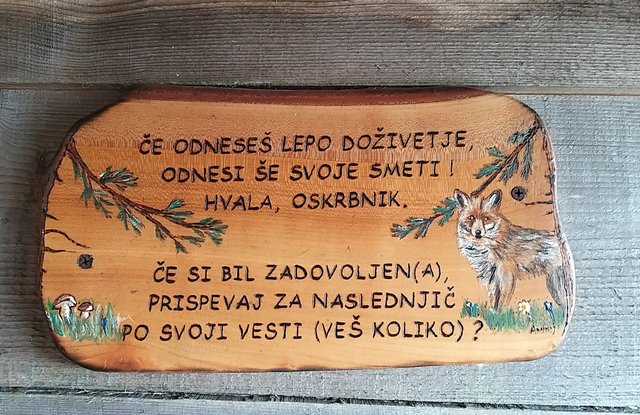 ČE ODNESEŠ LEPO DOŽIVETJE,
ODNESI ŠE SVOJE SMETI !
HVALA, OSKRBNIK.
ČE SI BIL ZADOVOLJEN(A),
PRISPEVAJ ZA NASLEDNJIČ
PO SVOJI VESTI (VEŠ KOLIKO) ?